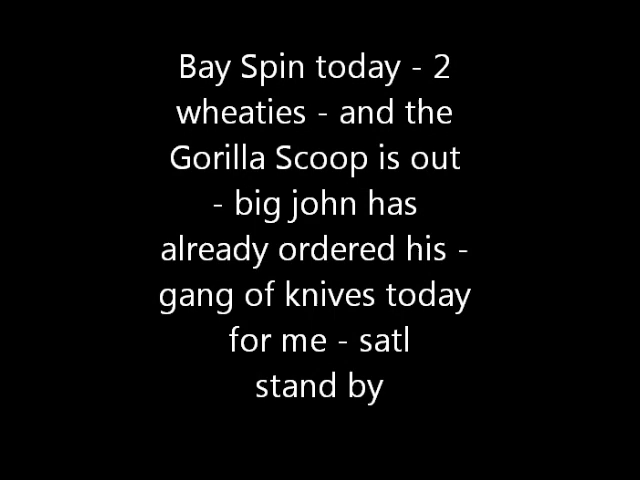 Bay Spin today - 2
wheaties - and the
Gorilla Scoop is out
- big john has
already ordered his -
gang of knives today
for me - satl
stand by